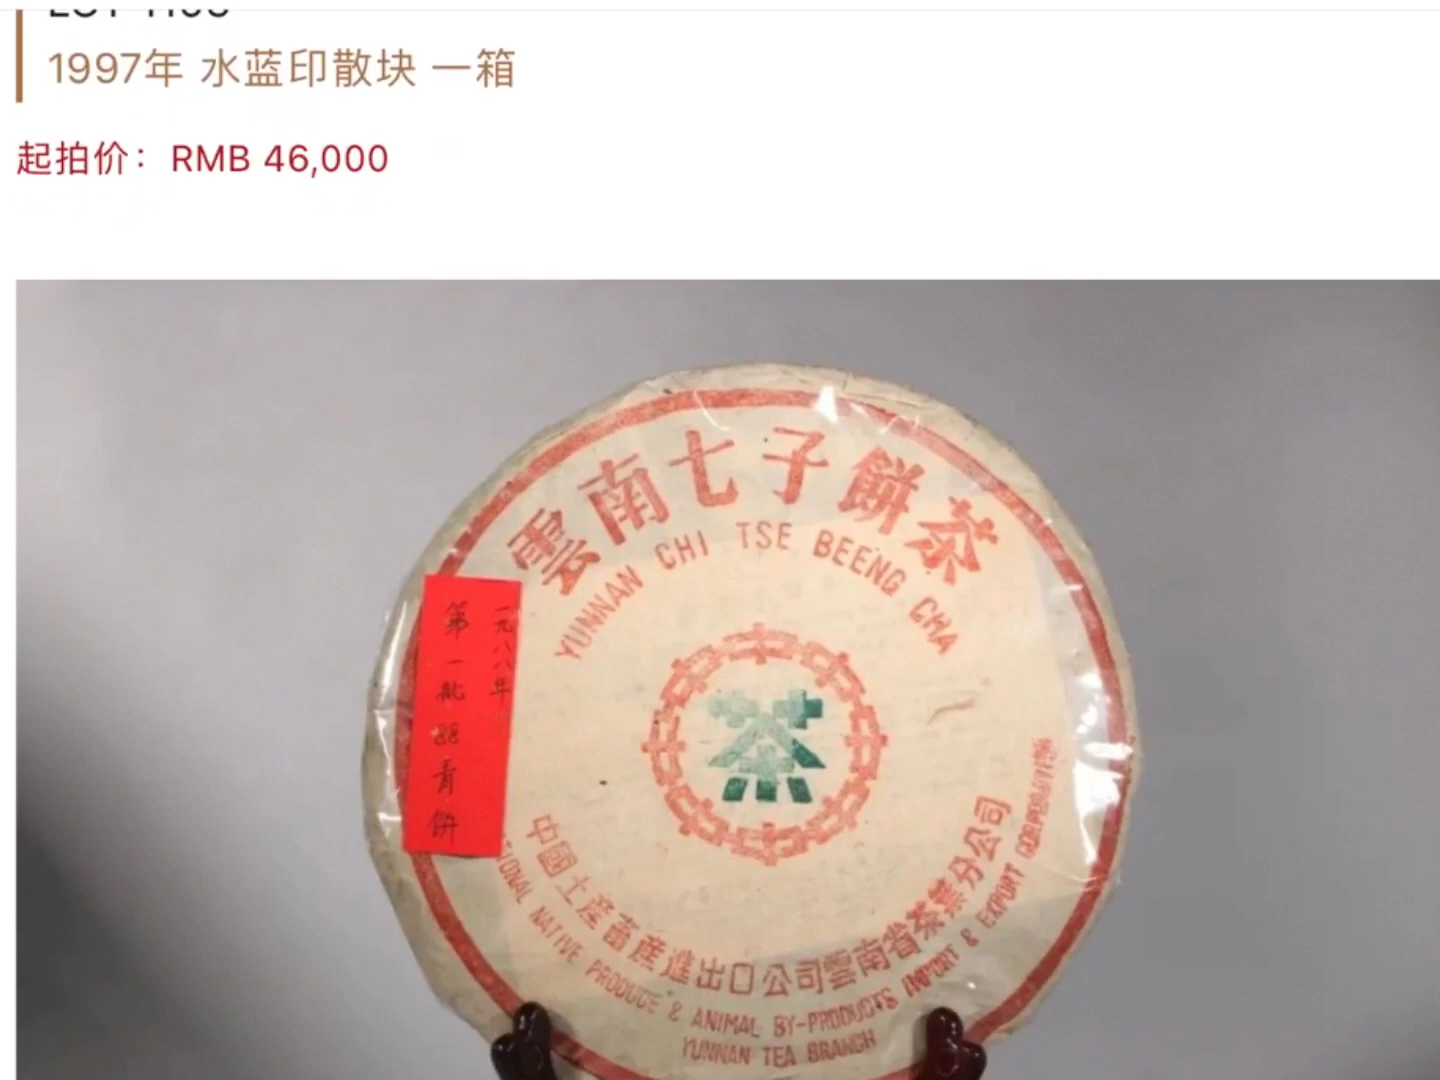 1997年 水蓝印散块 一箱
起拍价： RMB 46,000
雲南七子餅茶
YUNNAN CHI TSE BEENG CHA
一九八八年
第一批88青餅
茶
中國土產畜產進出口公司雲南省茶葉分公司
NATIONAL NATIVE PRODUCE & ANIMAL BY-PRODUCTS IMPORT & EXPORT CORPORATION
YUNNAN TEA BRANCH